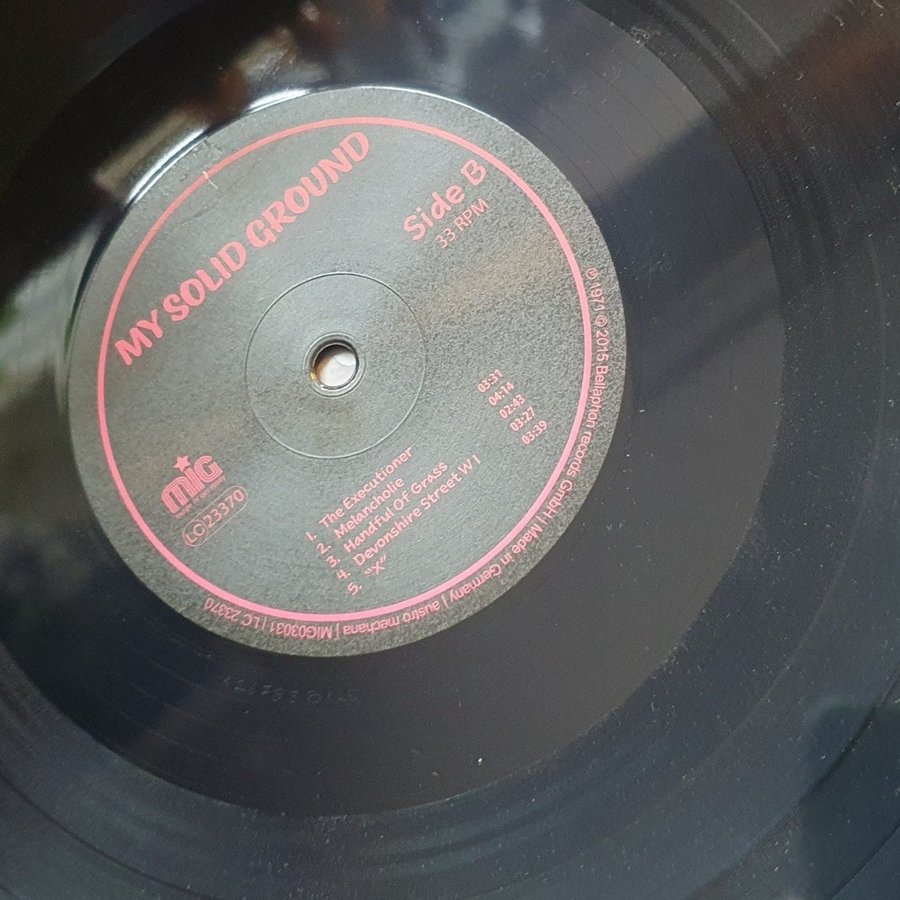 MY SOLID GROUND
Side B
33 RPM
1. The Executioner 03:31
2. Melancholie 04:14
3. Handful Of Grass 02:43
4. Devonshire Street W I 03:27
5. "X" 03:39
MiG
LC 23370
℗ 1971 © 2015 Bellaphon records GmbH | Made in Germany | austro mechana | MIG03031 | LC 23370